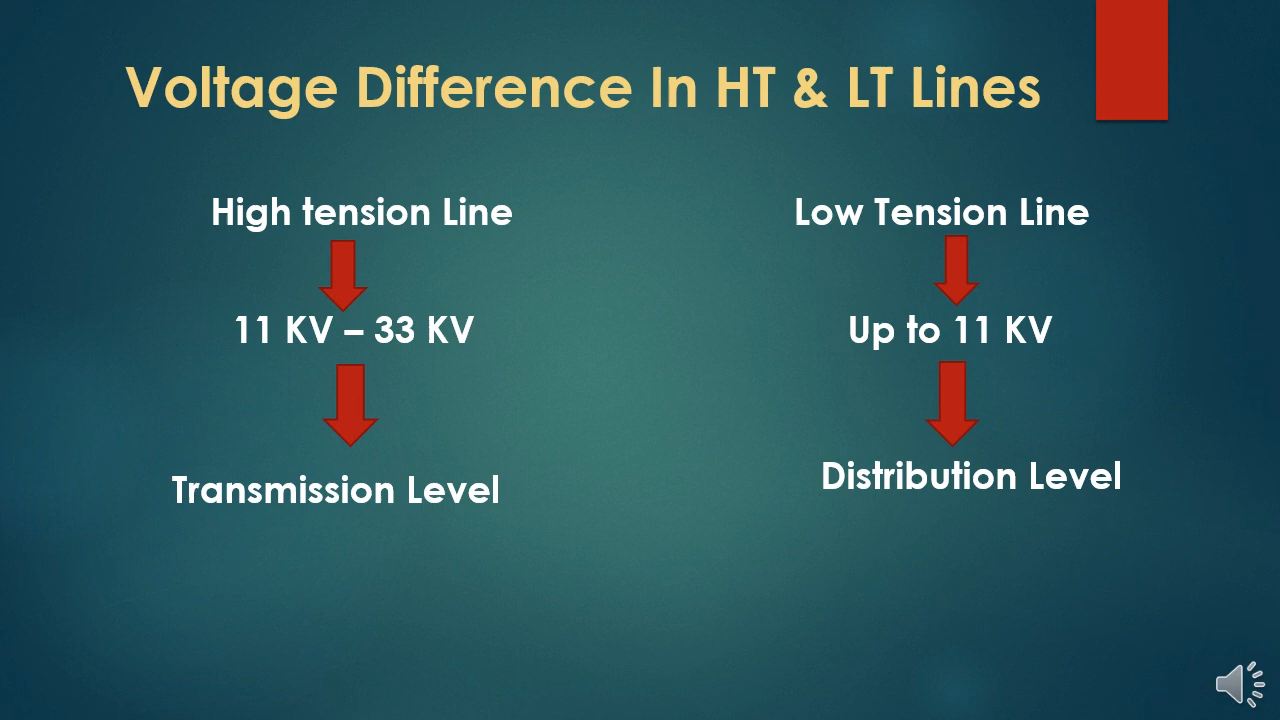 Voltage Difference In HT & LT Lines
High tension Line
11 KV – 33 KV
Transmission Level
Low Tension Line
Up to 11 KV
Distribution Level